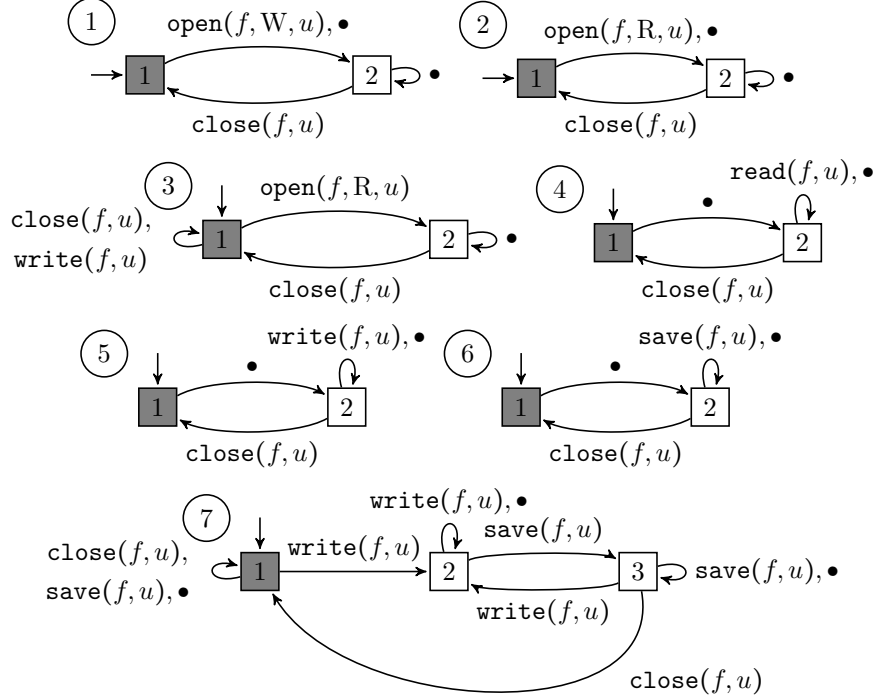 1 open(f, W, u), • 2 open(f, R, u), •
1 2 • 1 2 •
close(f, u) close(f, u)
3 open(f, R, u) 4 read(f, u), •
close(f, u), 1 2 • • 1 2
write(f, u)
close(f, u) close(f, u)
5 • write(f, u), • 6 • save(f, u), •
1 2 1 2
close(f, u) close(f, u)
7 write(f, u), •
close(f, u), write(f, u) save(f, u)
1 2 3 save(f, u), •
save(f, u), •
write(f, u)
close(f, u)